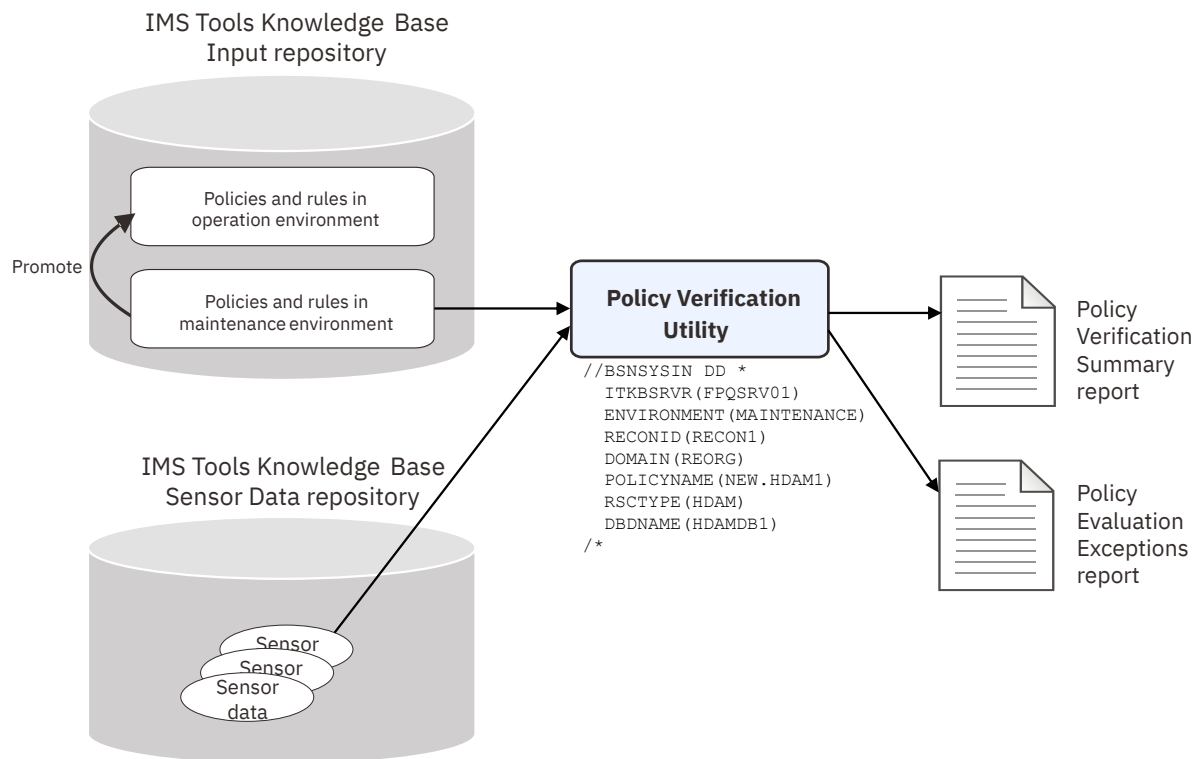 IMS Tools Knowledge Base
Input repository
Policies and rules in
operation environment
Promote
Policies and rules in
maintenance environment
Policy Verification
Utility
//BSNSYSIN DD *
ITKBSRVR(FPQSRV01)
ENVIRONMENT(MAINTENANCE)
RECONID(RECON1)
DOMAIN(REORG)
POLICYNAME(NEW.HDAM1)
RSCTYPE(HDAM)
DBDNAME(HDAMDB1)
/*
Policy
Verification
Summary
report
Policy
Evaluation
Exceptions
report
IMS Tools Knowledge Base
Sensor Data repository
Sensor
Sensor
Sensor
data